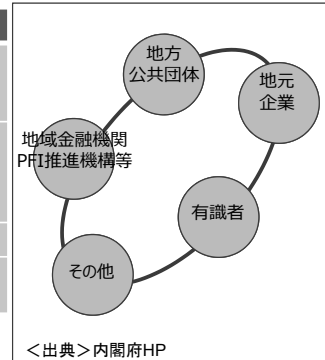 地方
公共団体
地元
企業
地域金融機関
PFI推進機構等
有識者
その他
＜出典＞内閣府HP